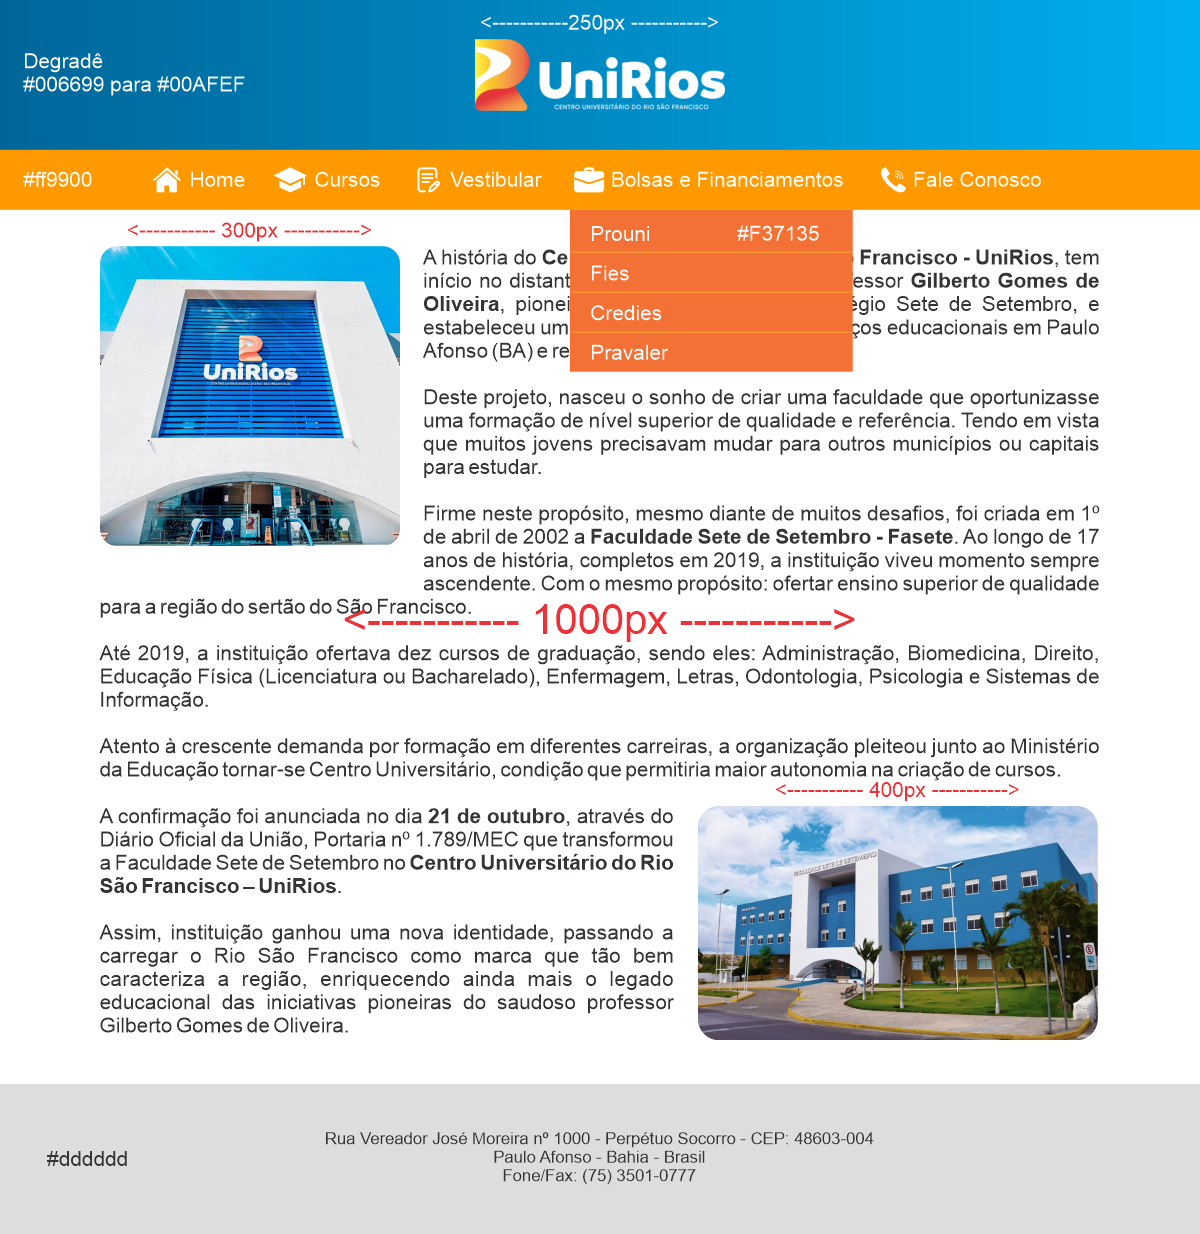 <-----------250px ----------->
Degradê
#006699 para #00AFEF
UniRios
CENTRO UNIVERSITÁRIO DO RIO SÃO FRANCISCO
#ff9900 Home Cursos Vestibular Bolsas e Financiamentos Fale Conosco
Prouni #F37135
Fies
Credies
Pravaler
<----------- 300px ----------->
UniRios
A história do Ce o Francisco - UniRios, tem
início no distant essor Gilberto Gomes de
Oliveira, pionei égio Sete de Setembro, e
estabeleceu um ços educacionais em Paulo
Afonso (BA) e re
Deste projeto, nasceu o sonho de criar uma faculdade que oportunizasse
uma formação de nível superior de qualidade e referência. Tendo em vista
que muitos jovens precisavam mudar para outros municípios ou capitais
para estudar.
Firme neste propósito, mesmo diante de muitos desafios, foi criada em 1º
de abril de 2002 a Faculdade Sete de Setembro - Fasete. Ao longo de 17
anos de história, completos em 2019, a instituição viveu momento sempre
ascendente. Com o mesmo propósito: ofertar ensino superior de qualidade
para a região do sertão do São Francisco.
<----------- 1000px ----------->
Até 2019, a instituição ofertava dez cursos de graduação, sendo eles: Administração, Biomedicina, Direito,
Educação Física (Licenciatura ou Bacharelado), Enfermagem, Letras, Odontologia, Psicologia e Sistemas de
Informação.
Atento à crescente demanda por formação em diferentes carreiras, a organização pleiteou junto ao Ministério
da Educação tornar-se Centro Universitário, condição que permitiria maior autonomia na criação de cursos.
<----------- 400px ----------->
A confirmação foi anunciada no dia 21 de outubro, através do
Diário Oficial da União, Portaria nº 1.789/MEC que transformou
a Faculdade Sete de Setembro no Centro Universitário do Rio
São Francisco – UniRios.
Assim, instituição ganhou uma nova identidade, passando a
carregar o Rio São Francisco como marca que tão bem
caracteriza a região, enriquecendo ainda mais o legado
educacional das iniciativas pioneiras do saudoso professor
Gilberto Gomes de Oliveira.
FACULDADE SETE DE SETEMBRO
#dddddd
Rua Vereador José Moreira nº 1000 - Perpétuo Socorro - CEP: 48603-004
Paulo Afonso - Bahia - Brasil
Fone/Fax: (75) 3501-0777